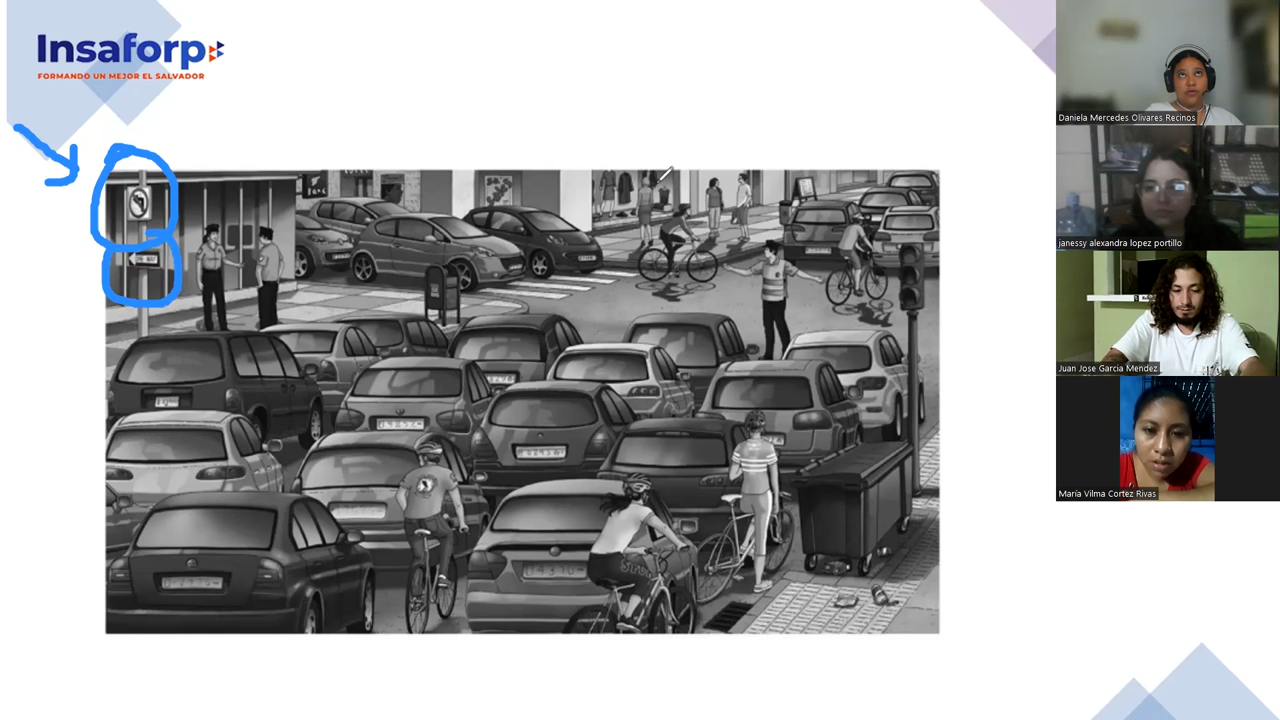 Insaforp
FORMANDO UN MEJOR EL SALVADOR
Daniela Mercedes Olivares Recinos
janessy alexandra lopez portillo
Juan Jose Garcia Mendez
María Vilma Cortez Rivas